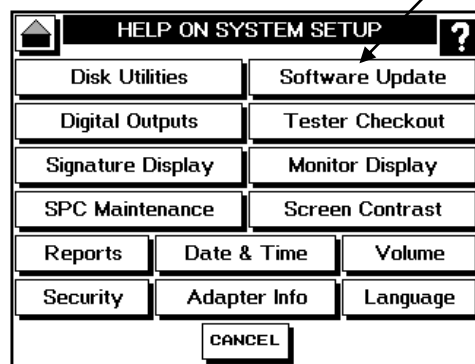 HELP ON SYSTEM SETUP ?
Disk Utilities Software Update
Digital Outputs Tester Checkout
Signature Display Monitor Display
SPC Maintenance Screen Contrast
Reports Date & Time Volume
Security Adapter Info Language
CANCEL